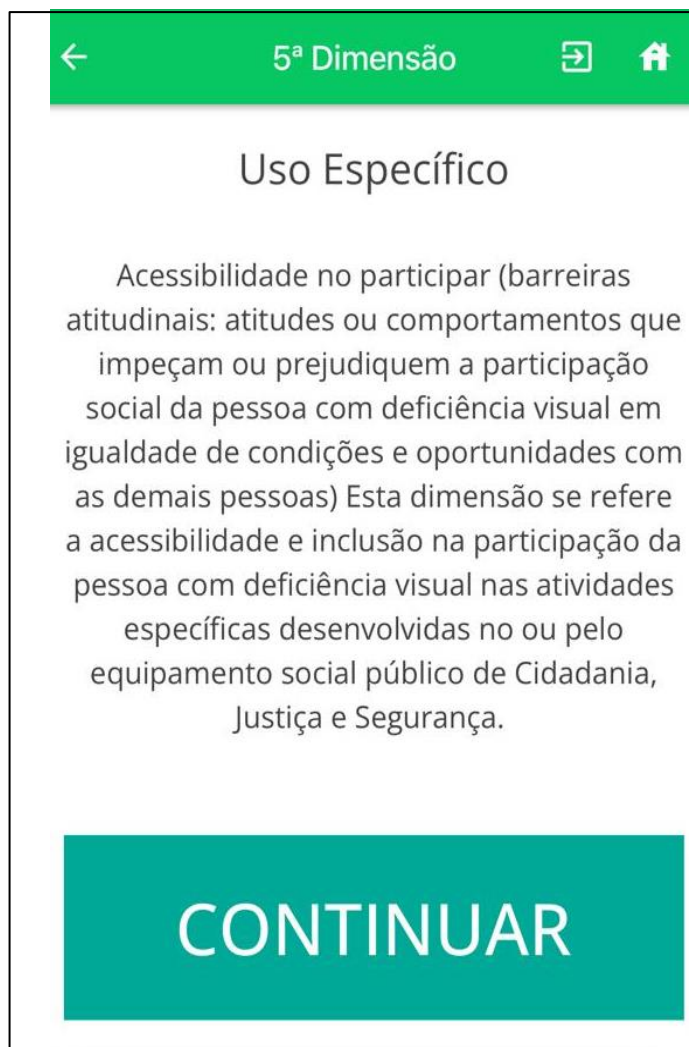 5ª Dimensão
Uso Específico
Acessibilidade no participar (barreiras
atitudinais: atitudes ou comportamentos que
impeçam ou prejudiquem a participação
social da pessoa com deficiência visual em
igualdade de condições e oportunidades com
as demais pessoas) Esta dimensão se refere
a acessibilidade e inclusão na participação da
pessoa com deficiência visual nas atividades
específicas desenvolvidas no ou pelo
equipamento social público de Cidadania,
Justiça e Segurança.
CONTINUAR